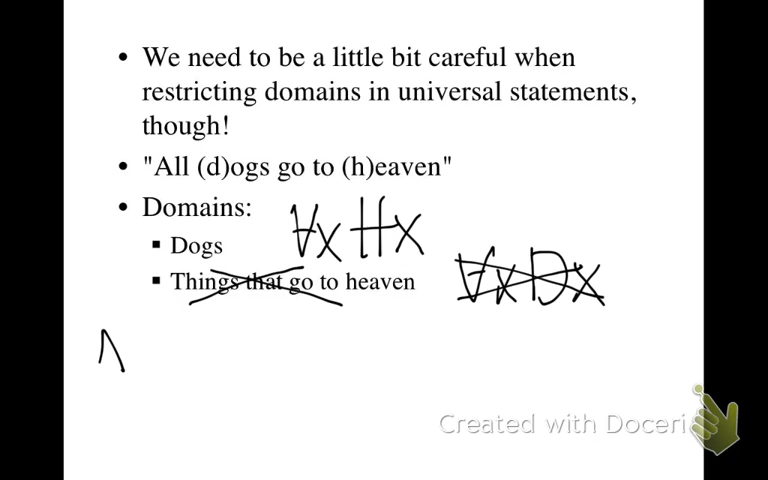 • We need to be a little bit careful when
restricting domains in universal statements,
though!
• "All (d)ogs go to (h)eaven"
• Domains:
∀x Hx
▪ Dogs
▪ Things that go to heaven
∀x Dx
Created with Doceri